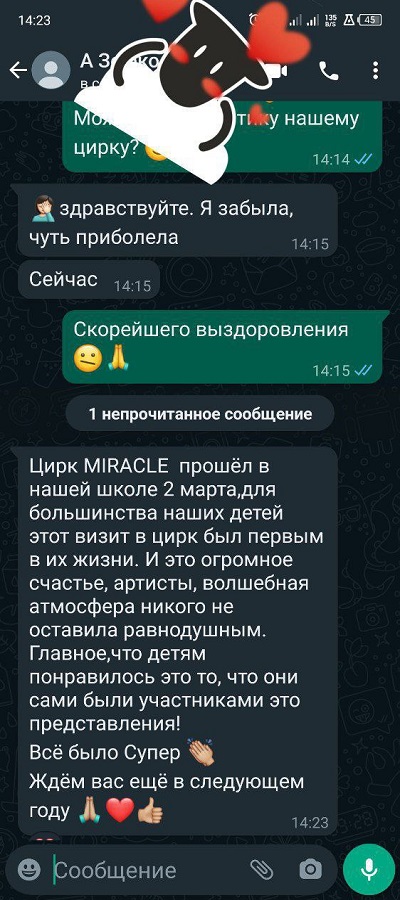 14:23
135
B/S
45
А З
ко
в с
Мо
тику нашему
цирку?
14:14
здравствуйте. Я забыла,
чуть приболела
14:15
Сейчас
14:15
Скорейшего выздоровления
14:15
1 непрочитанное сообщение
Цирк MIRACLE прошёл в
нашей школе 2 марта,для
большинства наших детей
этот визит в цирк был первым
в их жизни. И это огромное
счастье, артисты, волшебная
атмосфера никого не
оставила равнодушным.
Главное,что детям
понравилось это то, что они
сами были участниками это
представления!
Всё было Супер 👏🏼
Ждём вас ещё в следующем
году 🙏🏼❤️👍🏼
14:23
Сообщение